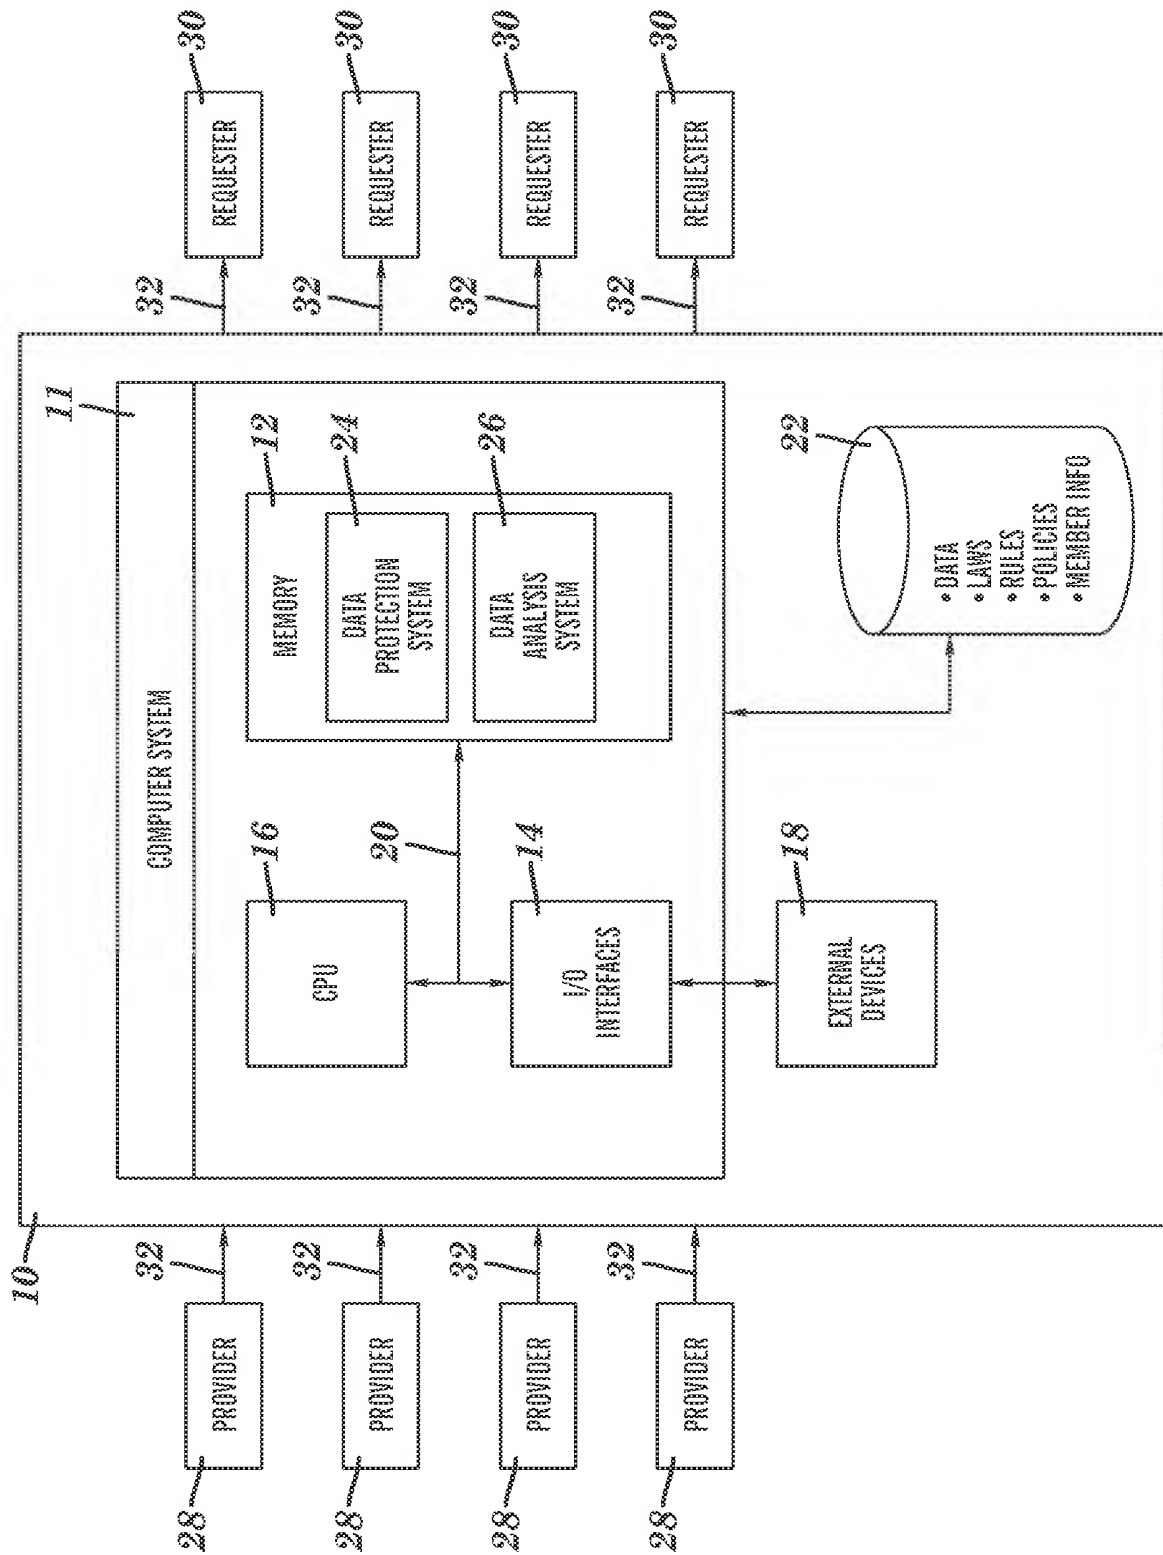 10
11
COMPUTER SYSTEM
28
PROVIDER
32
28
PROVIDER
32
28
PROVIDER
32
28
PROVIDER
32
16
CPU
20
14
I/O
INTERFACES
12
MEMORY
24
DATA
PROTECTION
SYSTEM
26
DATA
ANALYSIS
SYSTEM
18
EXTERNAL
DEVICES
22
• DATA
• LAWS
• RULES
• POLICIES
• MEMBER INFO
32
REQUESTER
30
32
REQUESTER
30
32
REQUESTER
30
32
REQUESTER
30